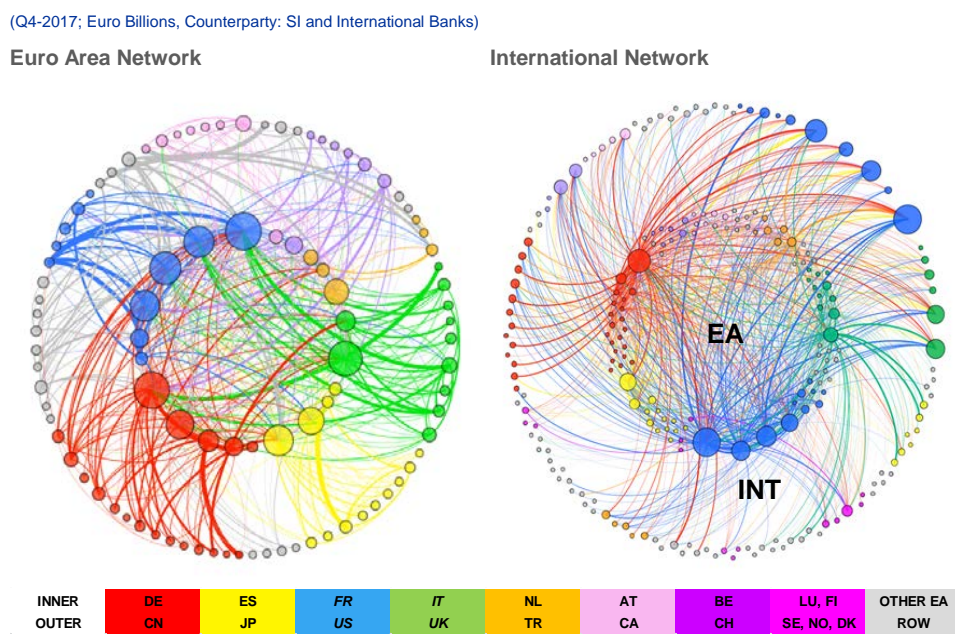 (Q4-2017; Euro Billions, Counterparty: SI and International Banks)
Euro Area Network
International Network
EA
INT
INNER DE ES FR IT NL AT BE LU, FI OTHER EA
OUTER CN JP US UK TR CA CH SE, NO, DK ROW